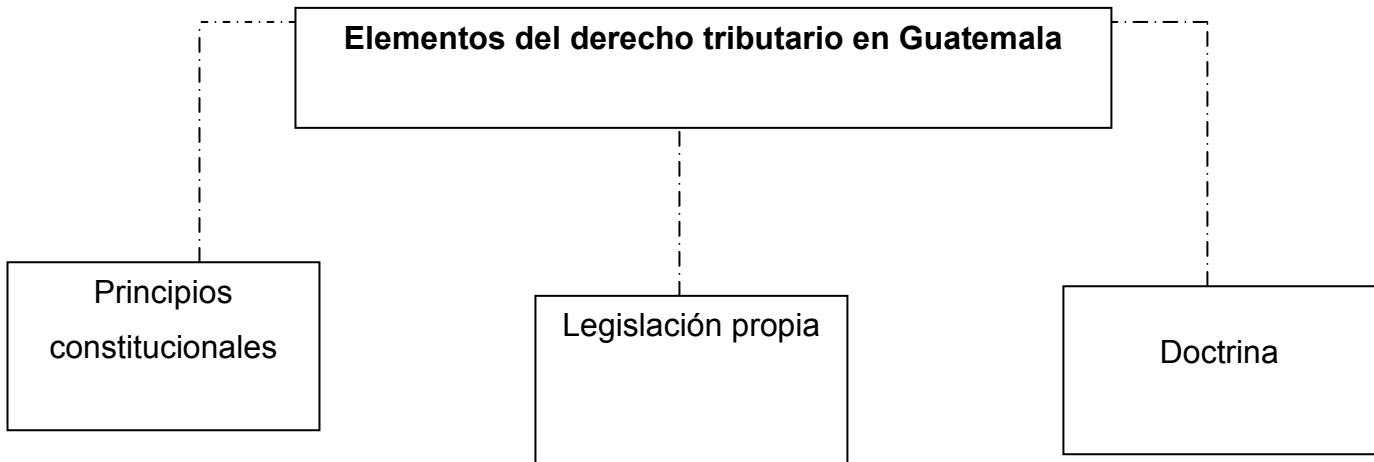 Elementos del derecho tributario en Guatemala
Principios
constitucionales
Legislación propia
Doctrina